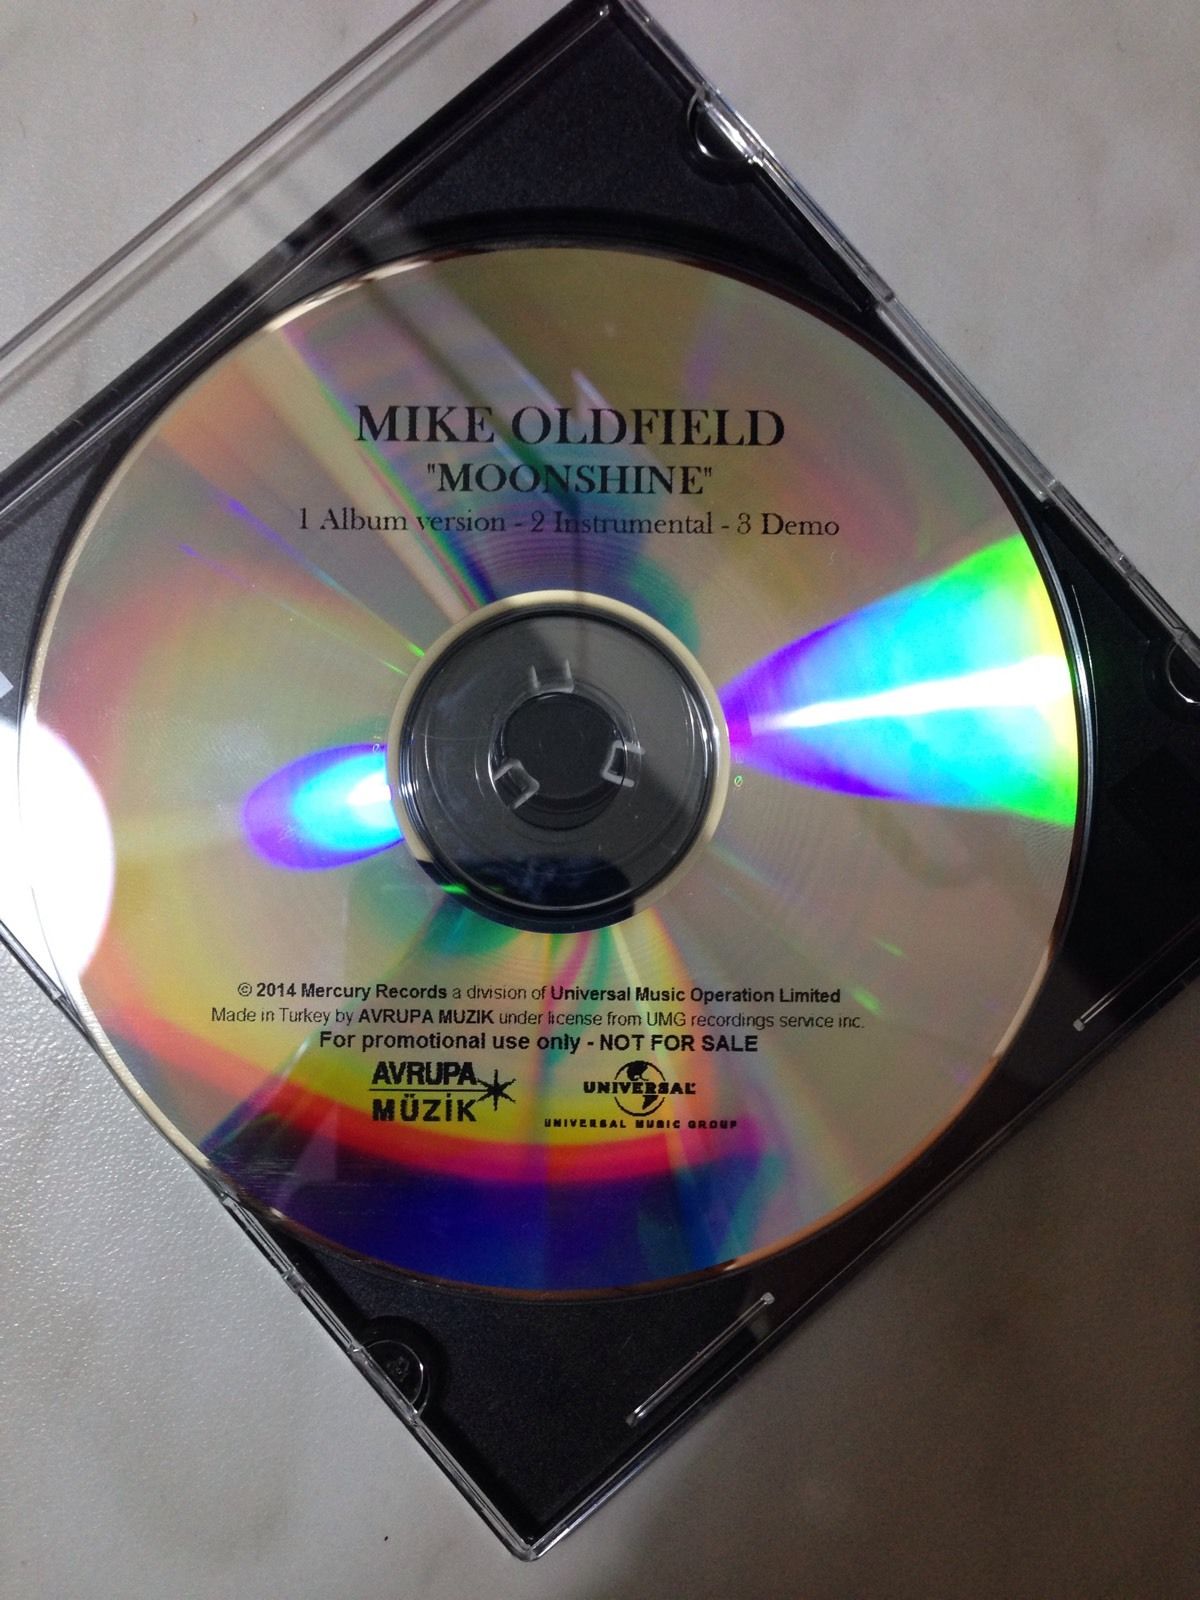 MIKE OLDFIELD
"MOONSHINE"
1 Album version - 2 Instrumental - 3 Demo
© 2014 Mercury Records a division of Universal Music Operation Limited
Made in Turkey by AVRUPA MUZIK under license from UMG recordings service inc.
For promotional use only - NOT FOR SALE
AVRUPA
MÜZİK
UNIVERSAL
UNIVERSAL MUSIC GROUP